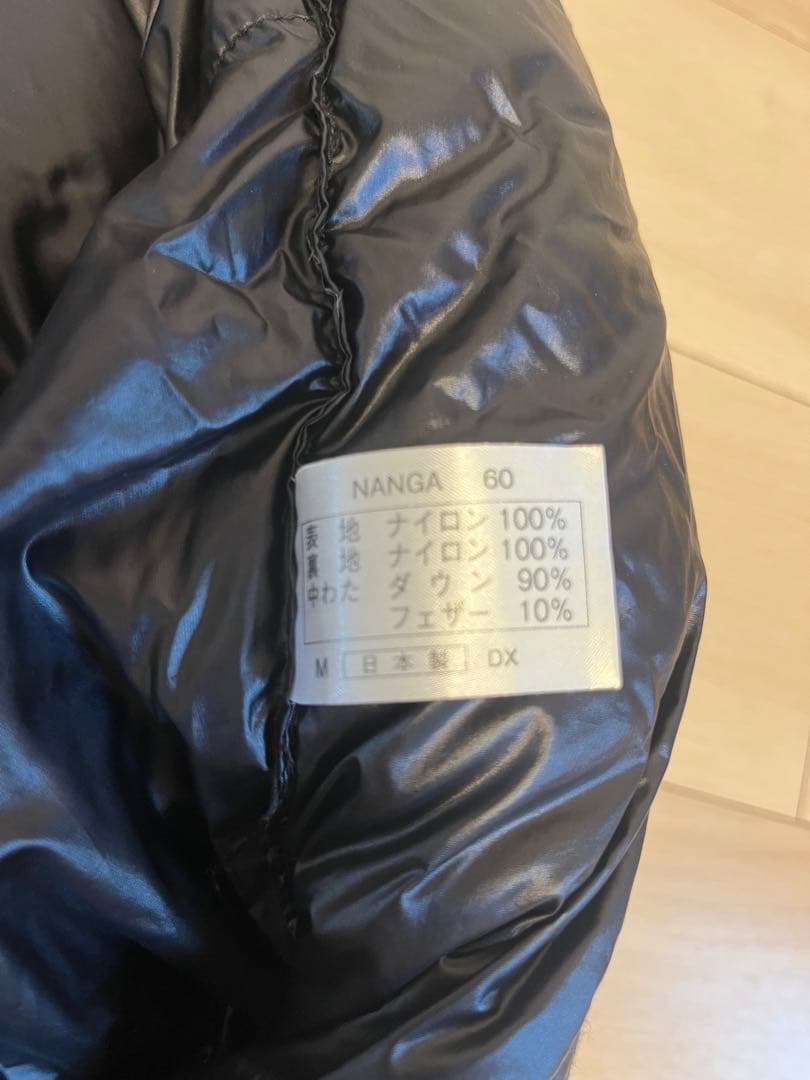 NANGA 60
表地 ナイロン 100%
裏地 ナイロン 100%
中わた ダウン 90%
フェザー 10%
M 日本製 DX